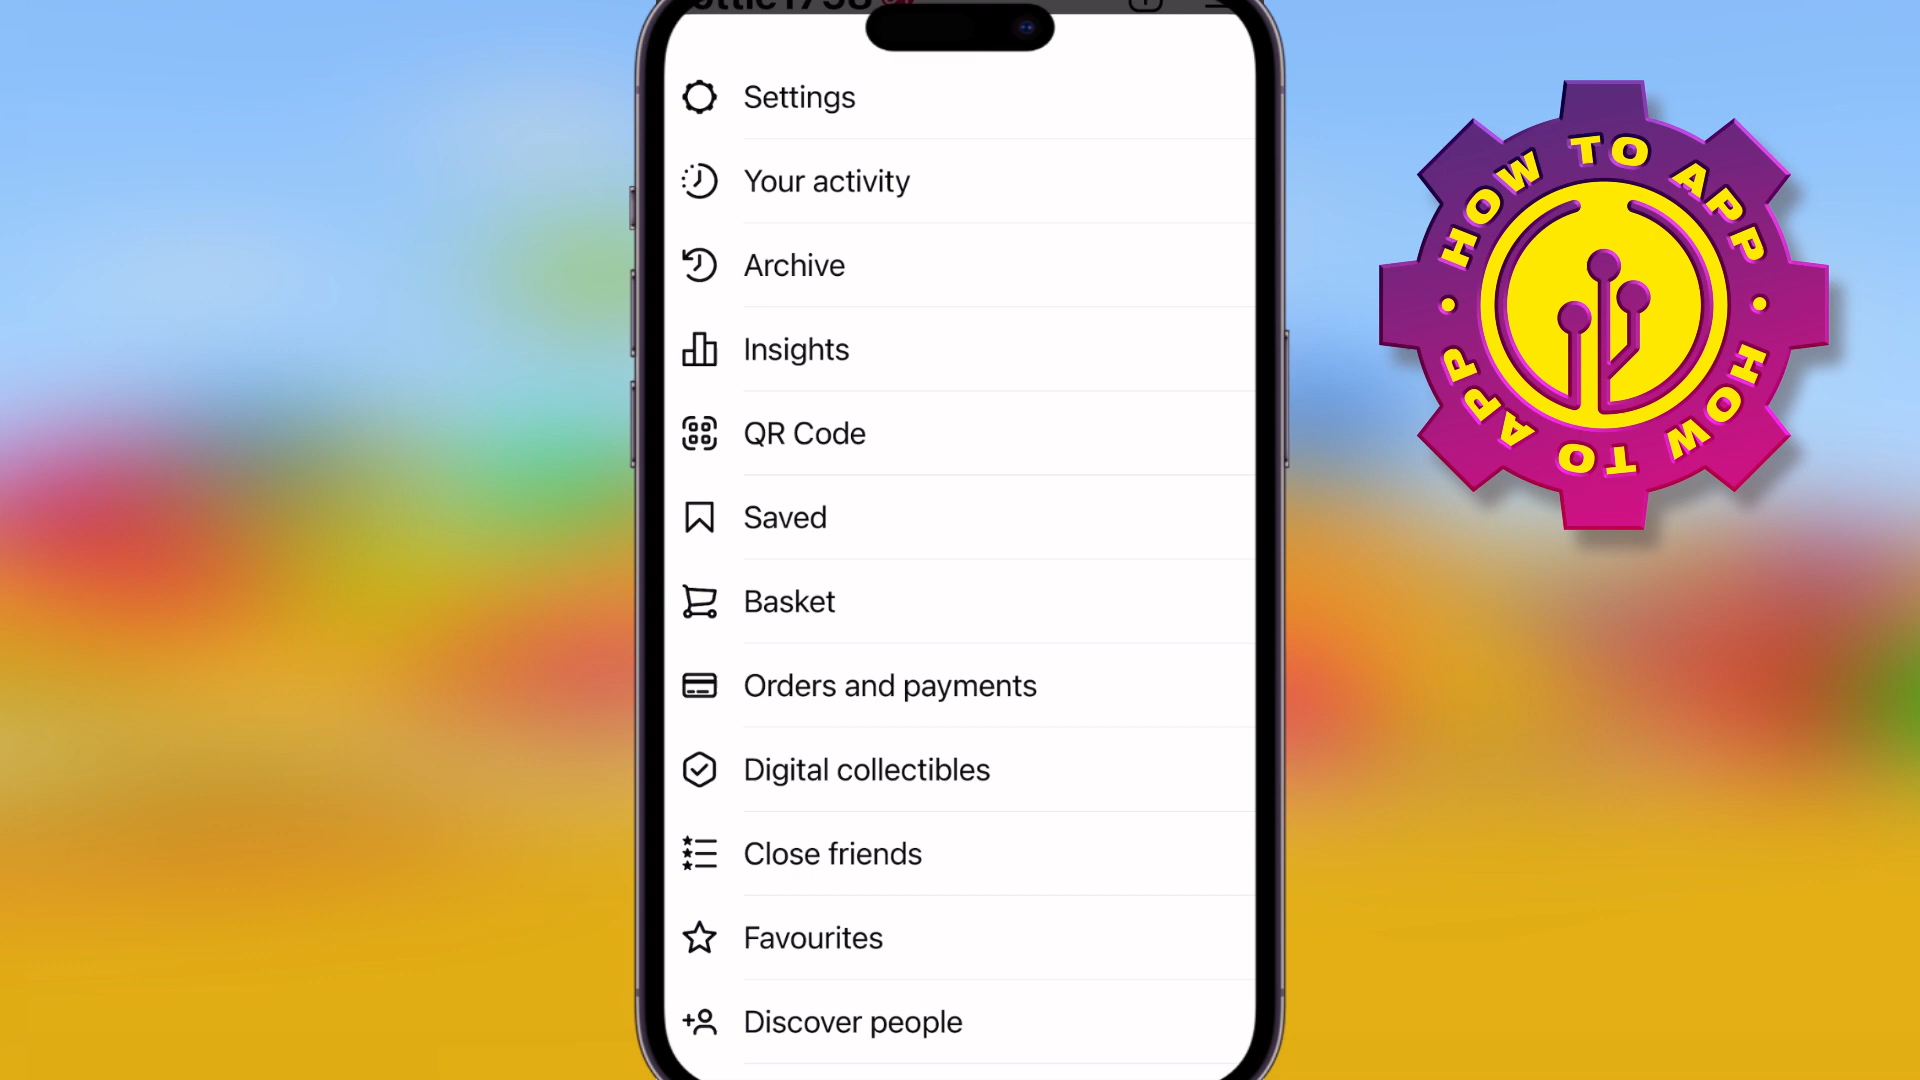 Settings
Your activity
Archive
Insights
QR Code
Saved
Basket
Orders and payments
Digital collectibles
Close friends
Favourites
Discover people
HOW TO APP
HOW TO APP